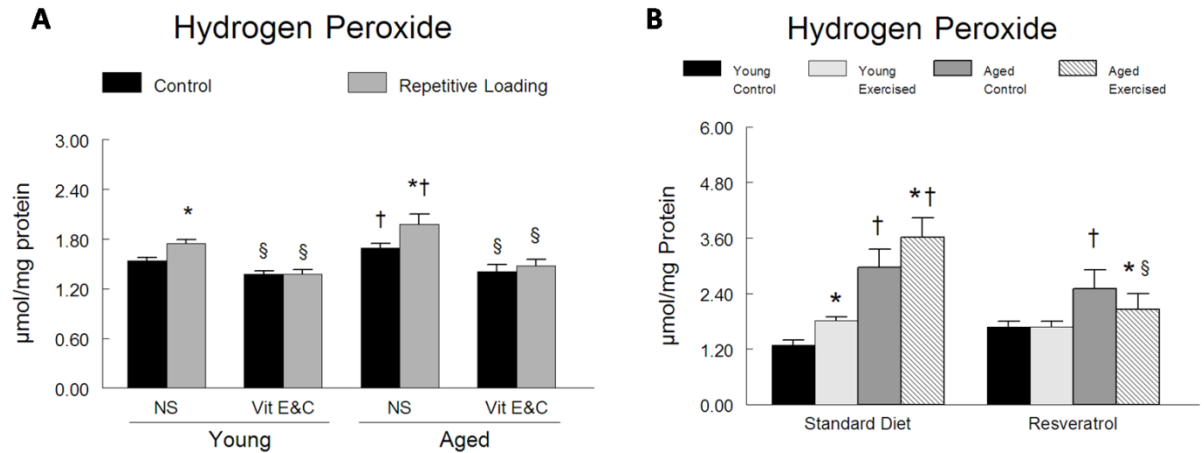 A
Hydrogen Peroxide
Control
Repetitive Loading
µmol/mg protein
3.00
2.40
1.80
1.20
0.60
0.00
*
§
§
†
*†
§
§
NS
Vit E&C
NS
Vit E&C
Young
Aged
B
Hydrogen Peroxide
Young
Control
Young
Exercised
Aged
Control
Aged
Exercised
µmol/mg Protein
6.00
4.80
3.60
2.40
1.20
0.00
*
†
*†
†
* §
Standard Diet
Resveratrol